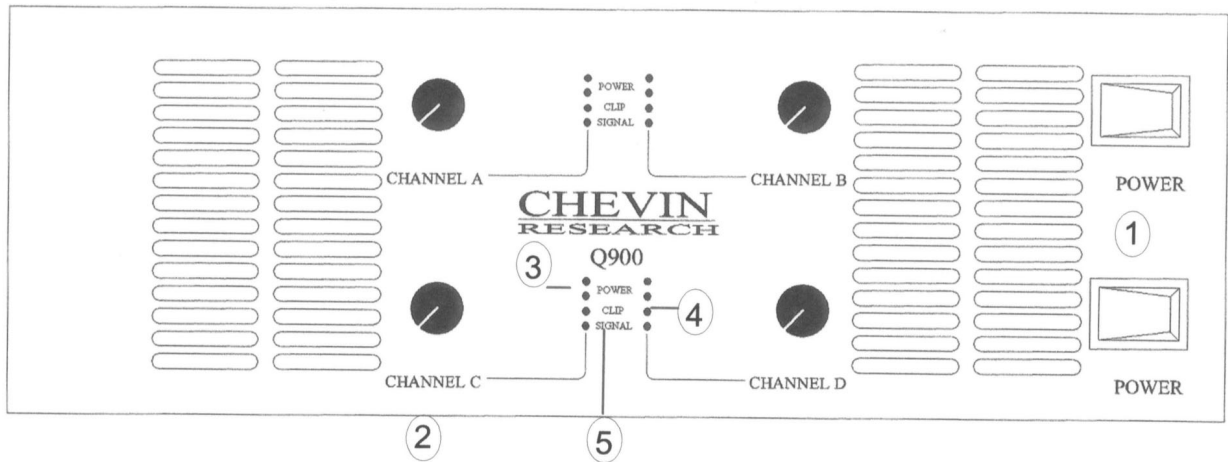 POWER
CLIP
SIGNAL
CHANNEL A
CHANNEL B
POWER
CHEVIN
RESEARCH
Q900
1
3
POWER
CLIP
SIGNAL
4
CHANNEL C
CHANNEL D
POWER
2
5